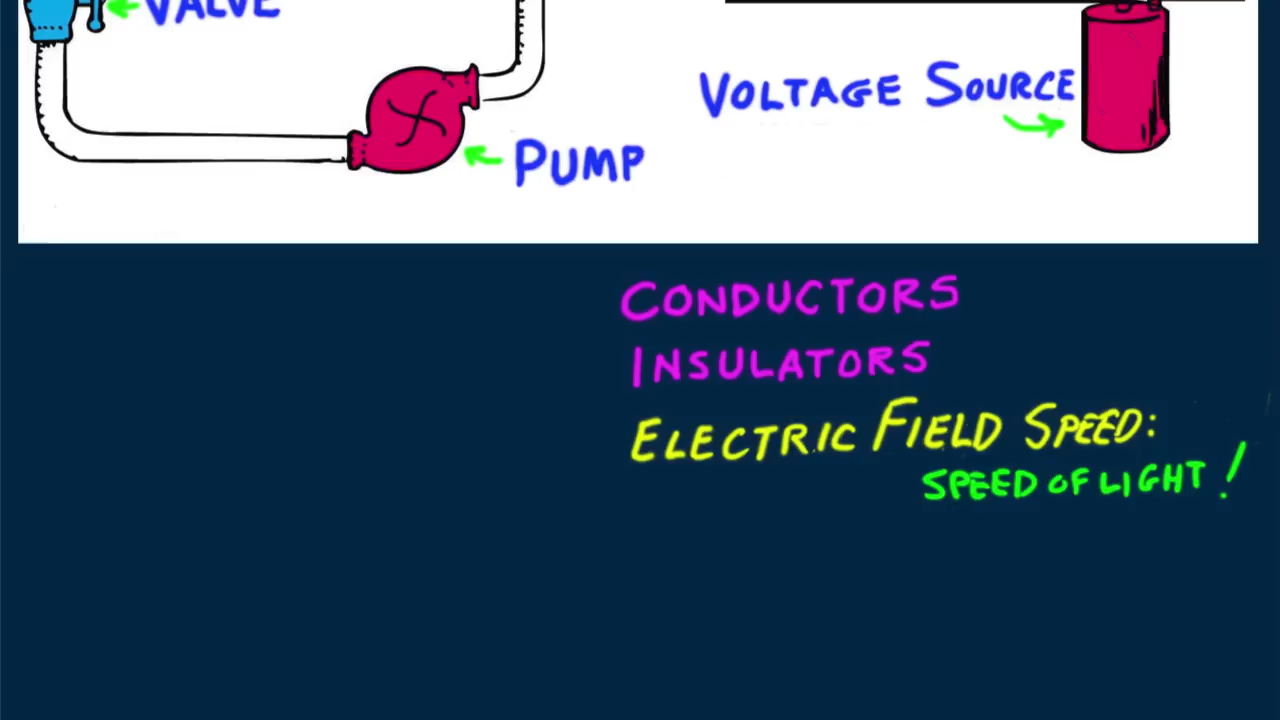 VALVE
VOLTAGE SOURCE
PUMP
CONDUCTORS
INSULATORS
ELECTRIC FIELD SPEED:
SPEED OF LIGHT!